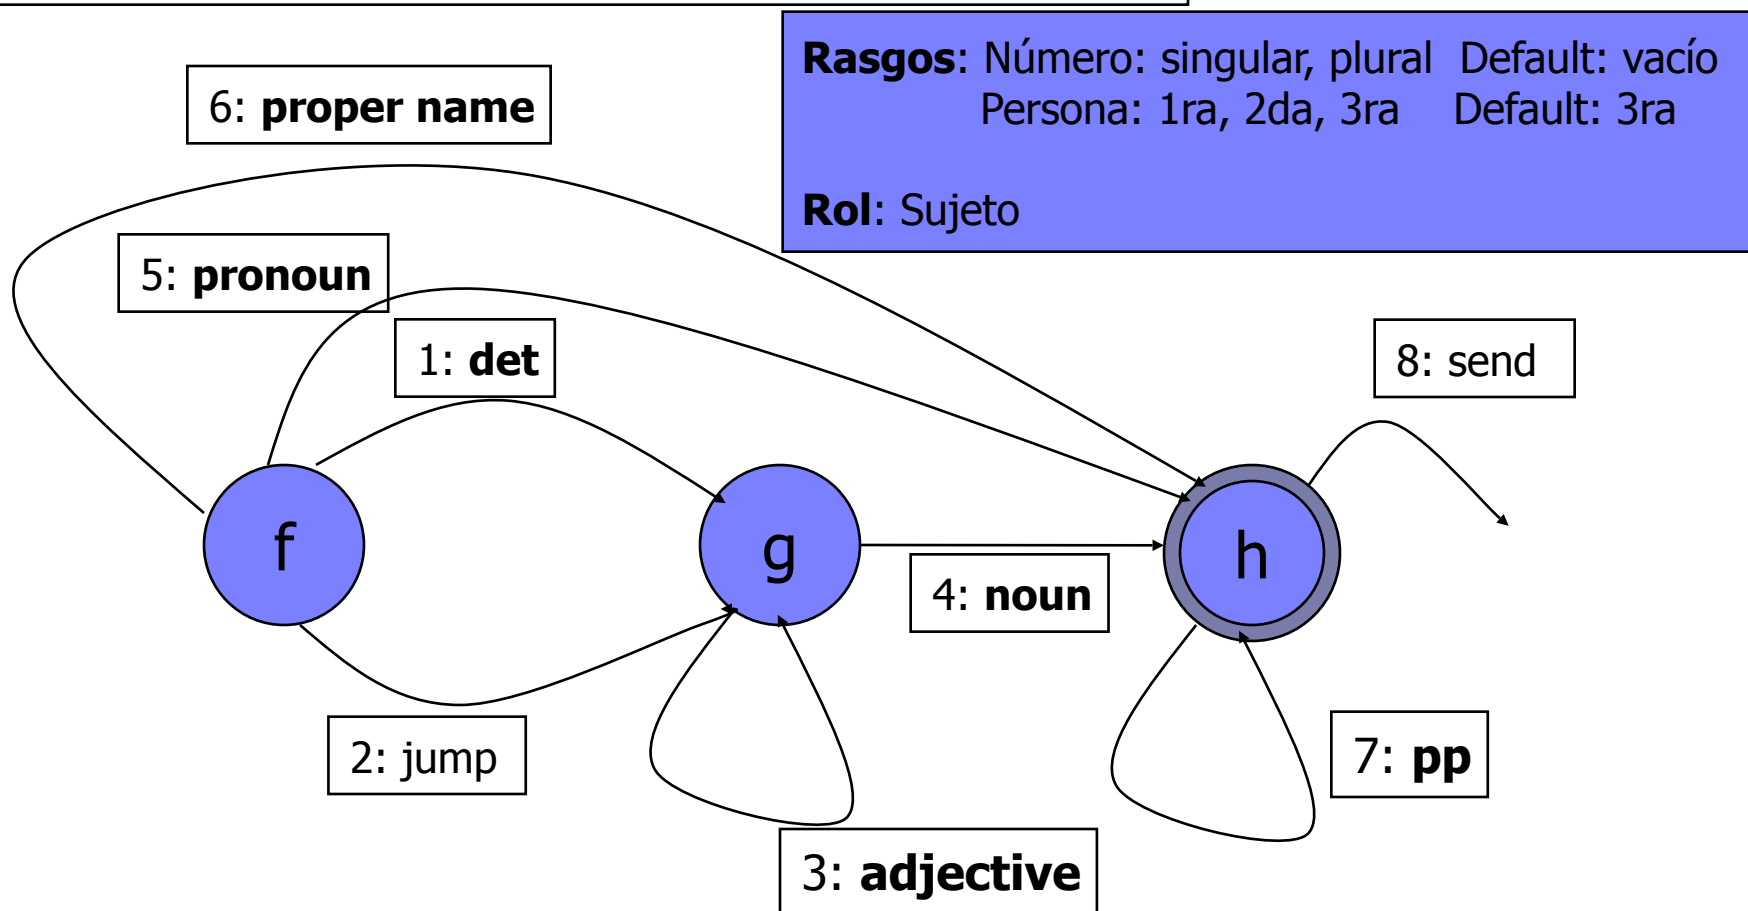 Rasgos: Número: singular, plural Default: vacío
Persona: 1ra, 2da, 3ra Default: 3ra
Rol: Sujeto
6: proper name
5: pronoun
1: det
8: send
f
g
h
4: noun
2: jump
7: pp
3: adjective